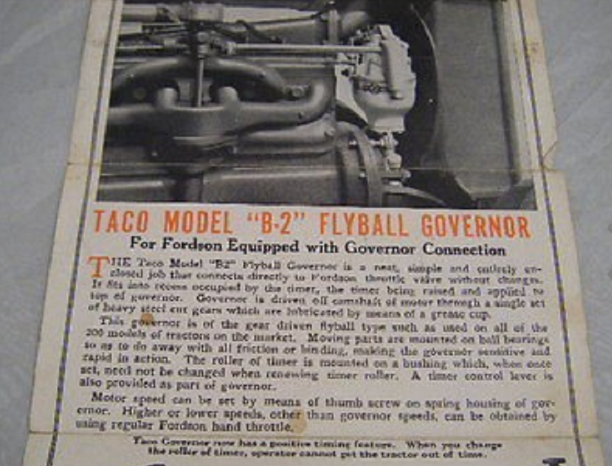 TACO MODEL "B-2" FLYBALL GOVERNOR
For Fordson Equipped with Governor Connection
THE Taco Model "B2" Flyball Governor is a neat, simple and entirely en-
closed job that connects directly to Fordson throttle valve without changes.
It fits into recess occupied by the timer, the timer being raised and applied to
top of governor. Governor is driven off camshaft of motor through a single set
of heavy steel cut gears which are lubricated by means of a grease cup.
This governor is of the gear driven flyball type such as used on all of the
200 models of tractors on the market. Moving parts are mounted on ball bearings
so as to do away with all friction or binding, making the governor sensitive and
rapid in action. The roller of timer is mounted on a bushing which, when once
set, need not be changed when renewing timer roller. A timer control lever is
also provided as part of governor.
Motor speed can be set by means of thumb screw on spring housing of gov-
ernor. Higher or lower speeds, other than governor speeds, can be obtained by
using regular Fordson hand throttle.
Taco Governor now has a positive timing feature. When you change
the roller of timer, operator cannot get the tractor out of time.